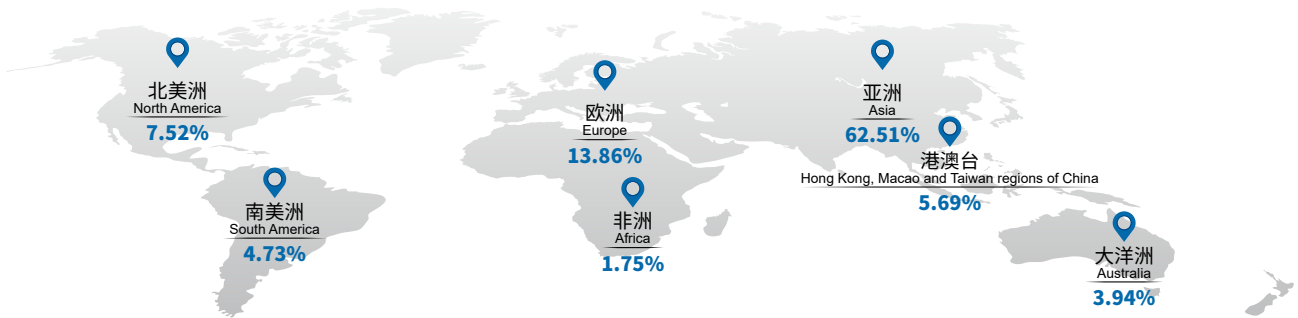 北美洲
North America
7.52%
南美洲
South America
4.73%
欧洲
Europe
13.86%
非洲
Africa
1.75%
亚洲
Asia
62.51%
港澳台
Hong Kong, Macao and Taiwan regions of China
5.69%
大洋洲
Australia
3.94%